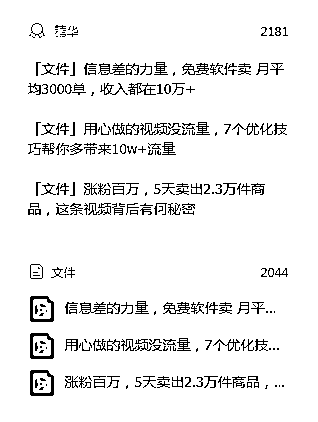 精华 2181
「文件」信息差的力量，免费软件卖 月平
均3000单，收入都在10万+
「文件」用心做的视频没流量，7个优化技
巧帮你多带来10w+流量
「文件」涨粉百万，5天卖出2.3万件商
品，这条视频背后有何秘密
文件 2044
信息差的力量，免费软件卖 月平...
用心做的视频没流量，7个优化技...
涨粉百万，5天卖出2.3万件商品，...